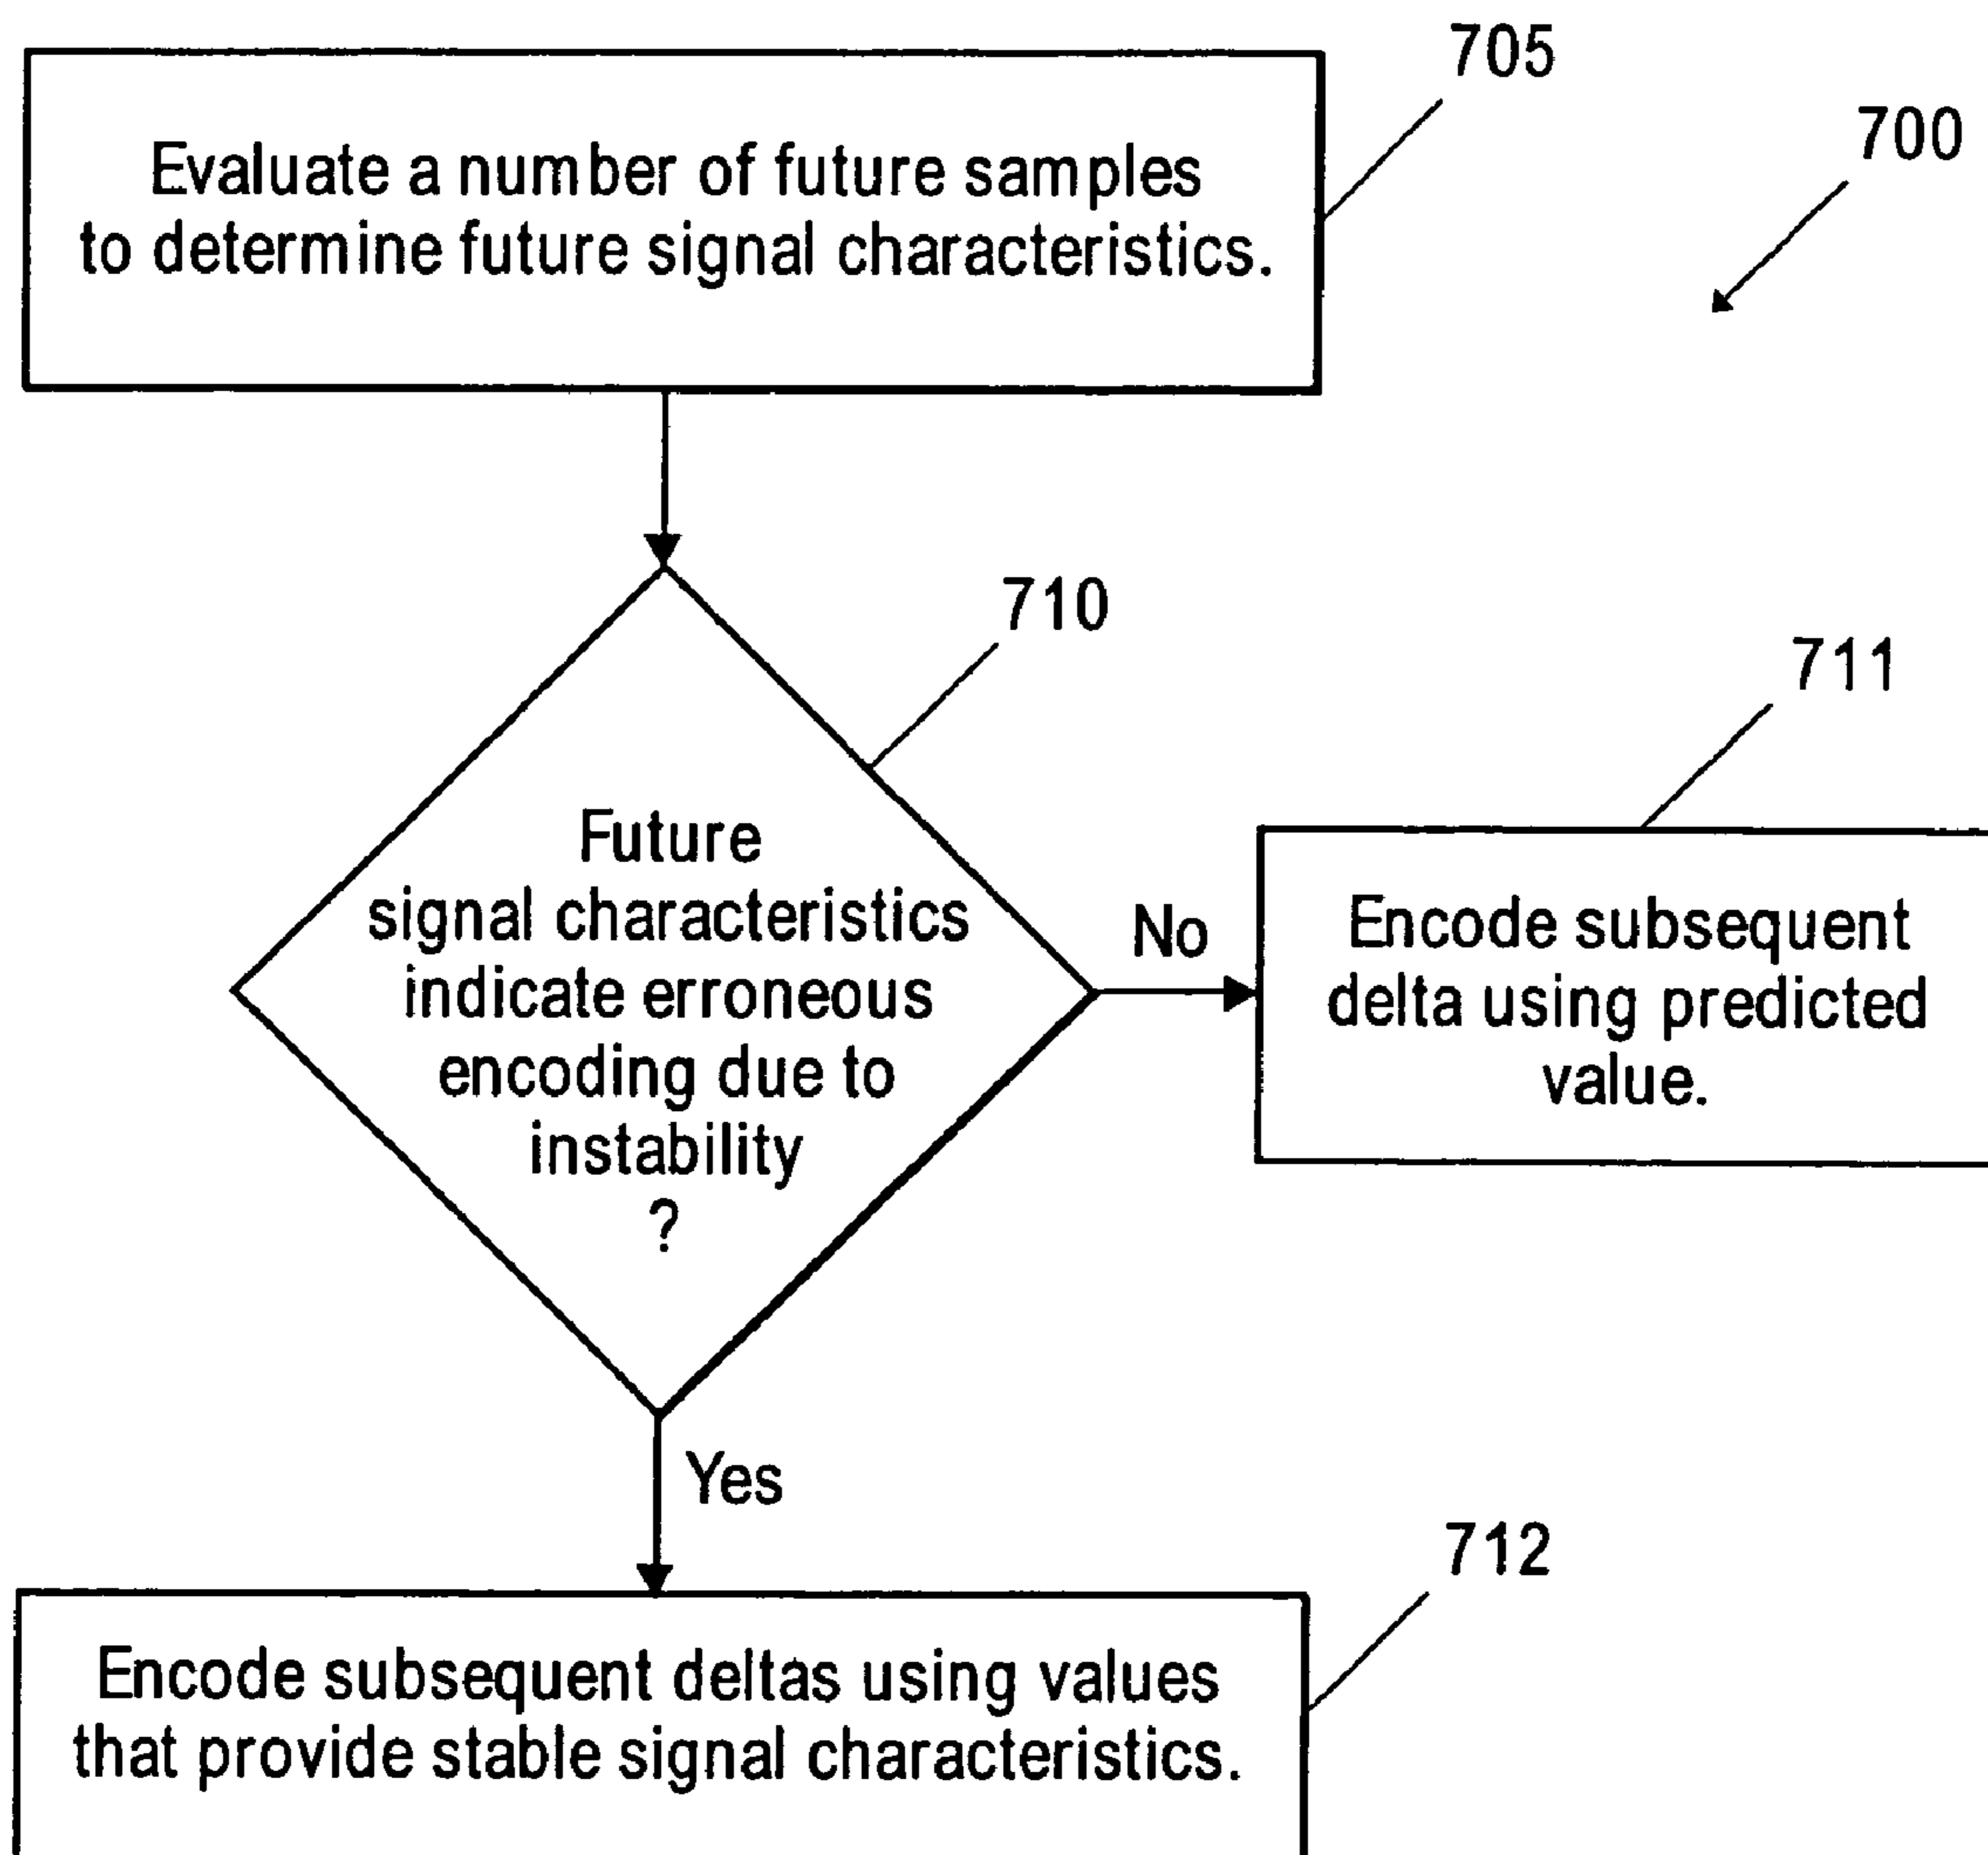 705
700
Evaluate a number of future samples
to determine future signal characteristics.
710
711
Future
signal characteristics
indicate erroneous
encoding due to
instability
?
No
Encode subsequent
delta using predicted
value.
Yes
712
Encode subsequent deltas using values
that provide stable signal characteristics.